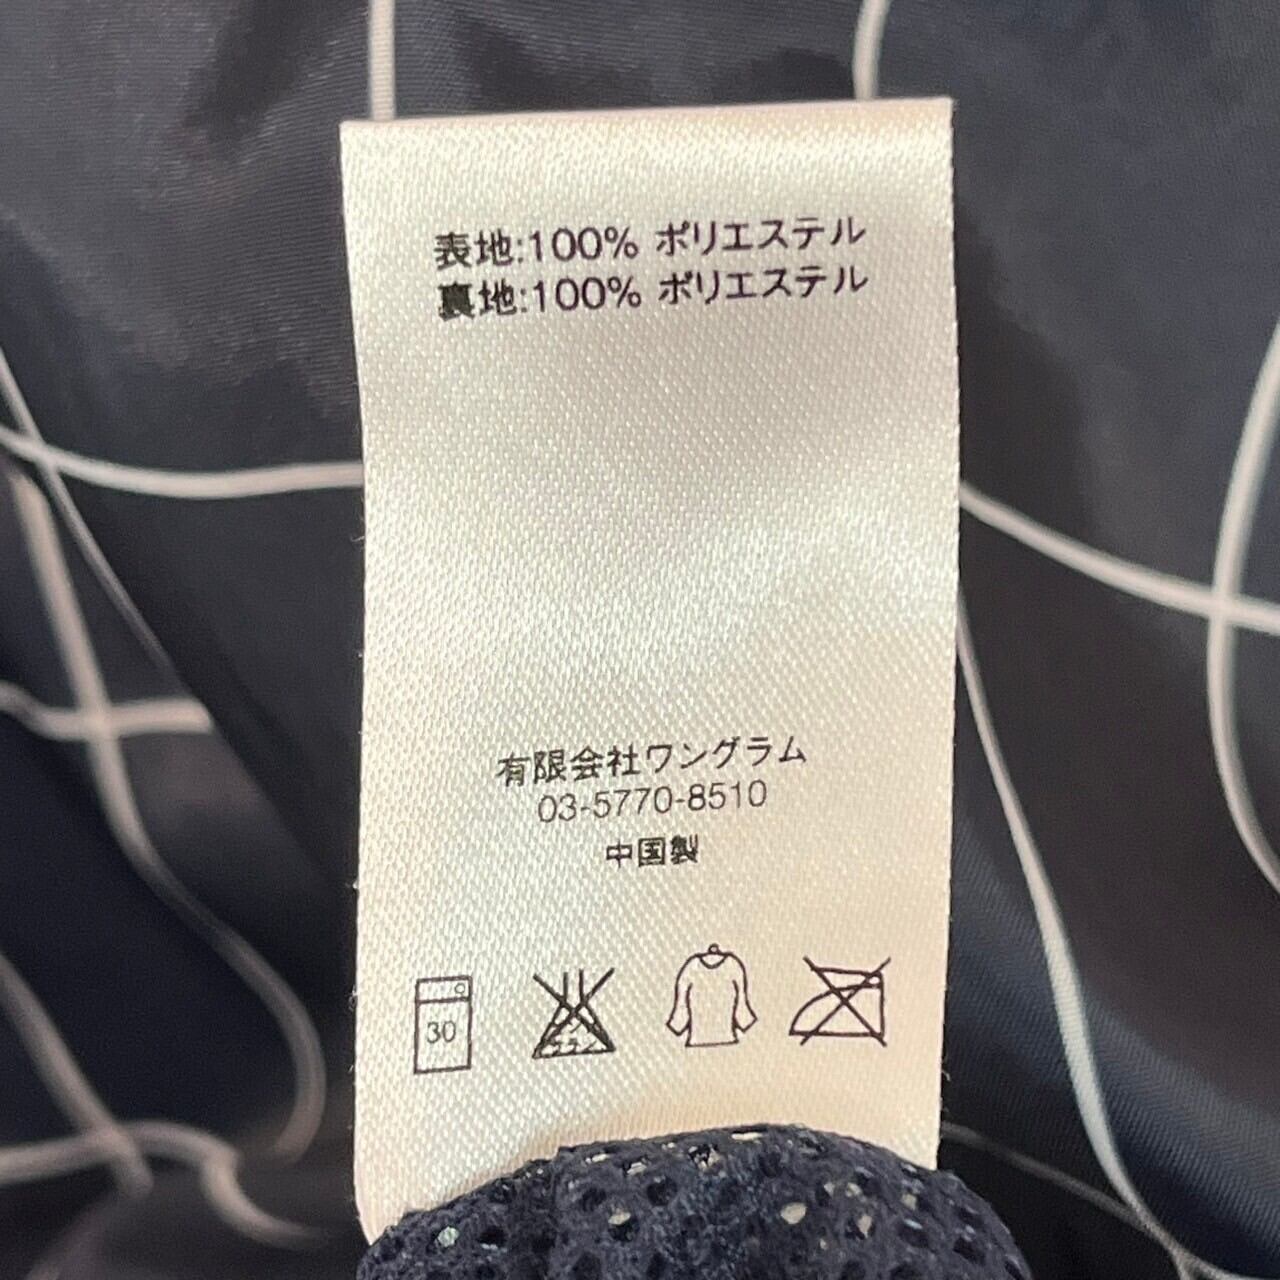 表地:100% ポリエステル
裏地:100% ポリエステル
有限会社ワングラム
03-5770-8510
中国製
30